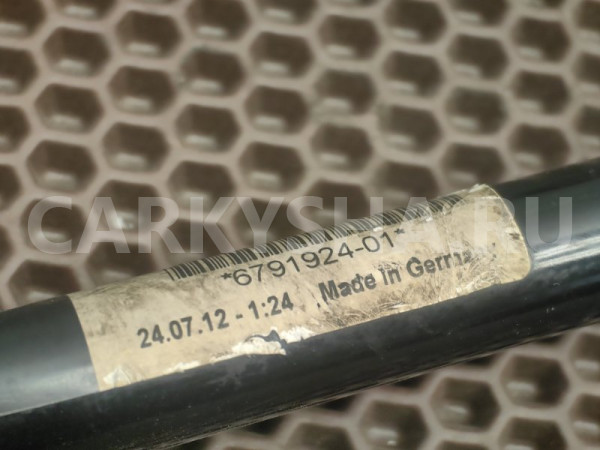 CARKYSHA.RU
*6791924-01*
24.07.12 - 1:24 Made in Germa